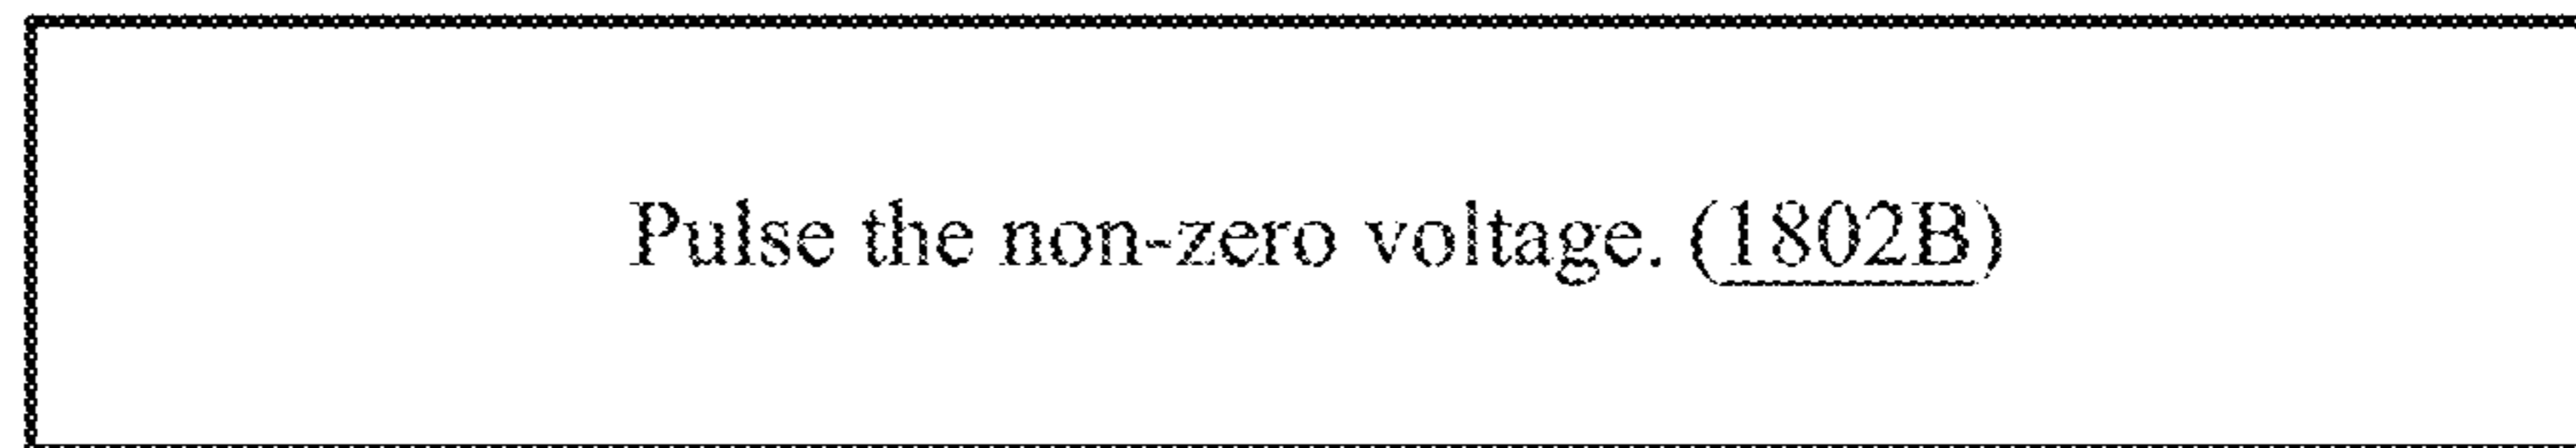 Pulse the non-zero voltage. (1802B)